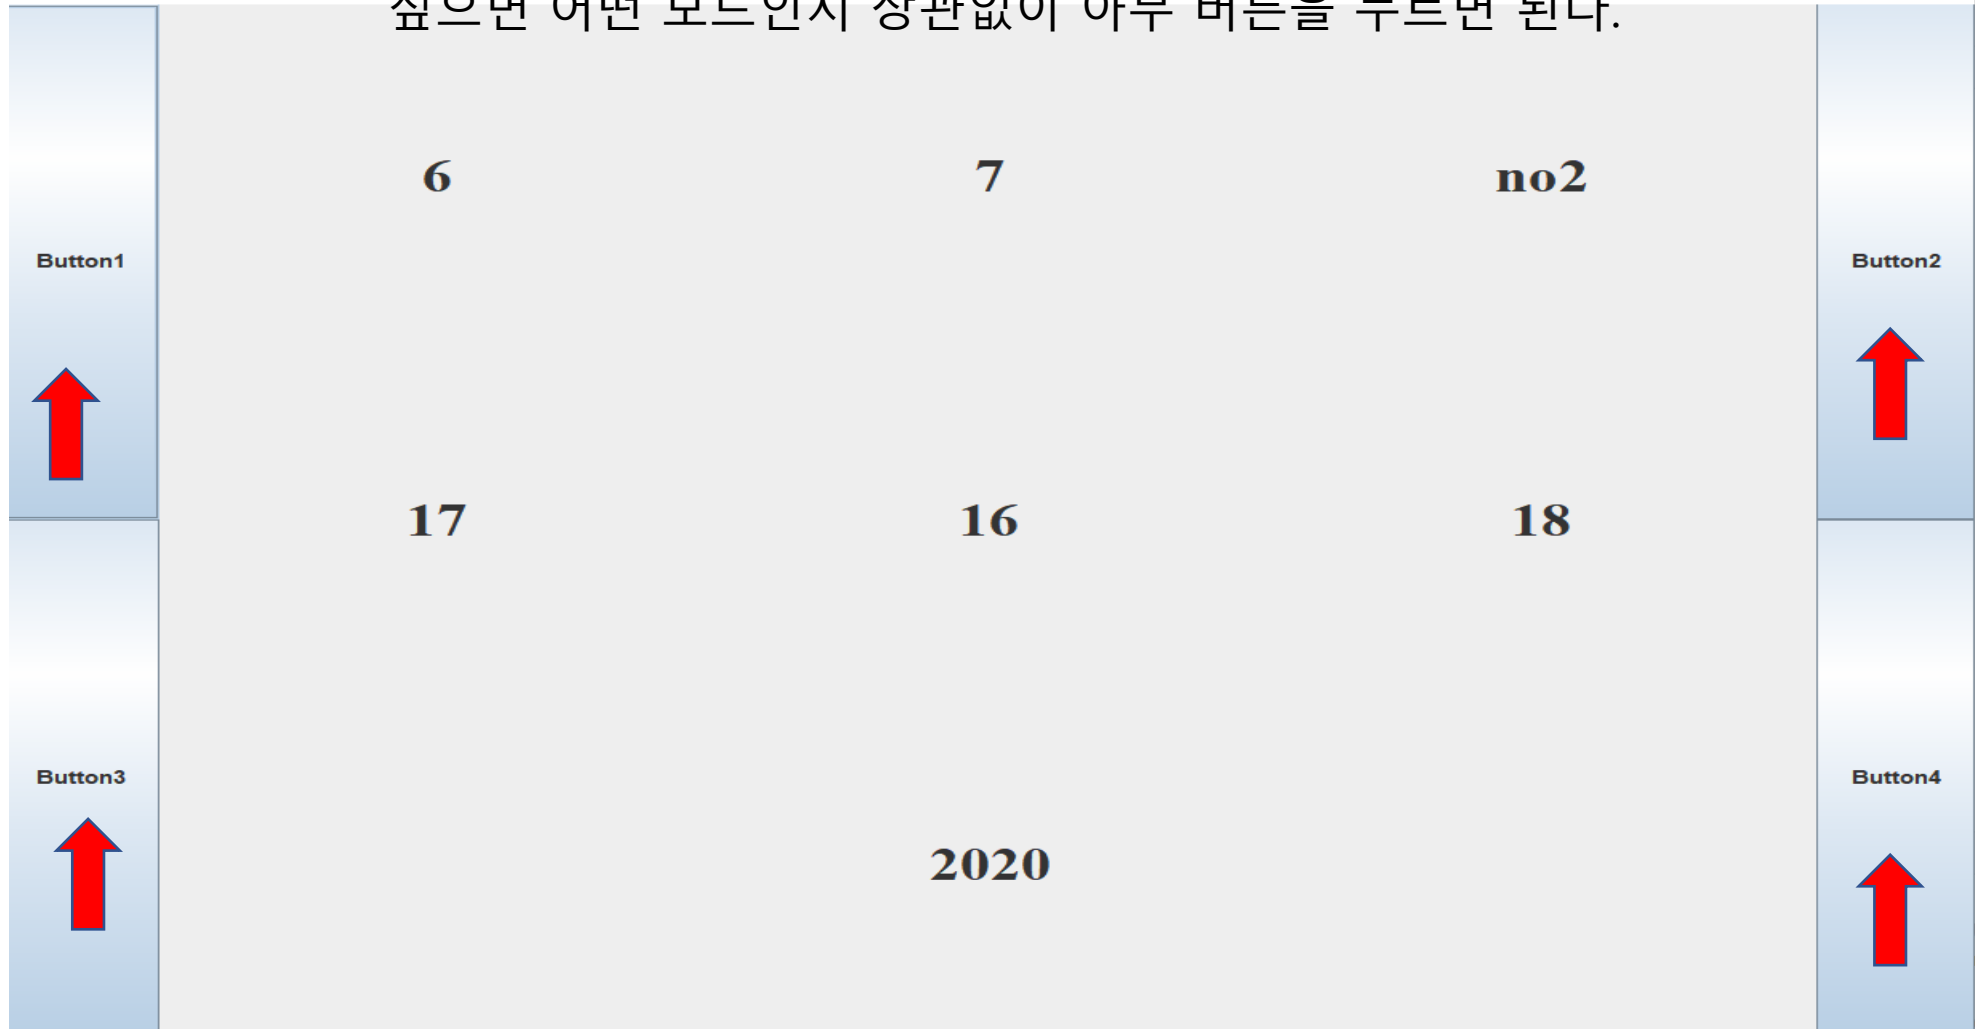 싶으면 어떤 모드인지 상관없이 아무 버튼을 누르면 된다.
6 7 no2
Button1 Button2
17 16 18
Button3 Button4
2020